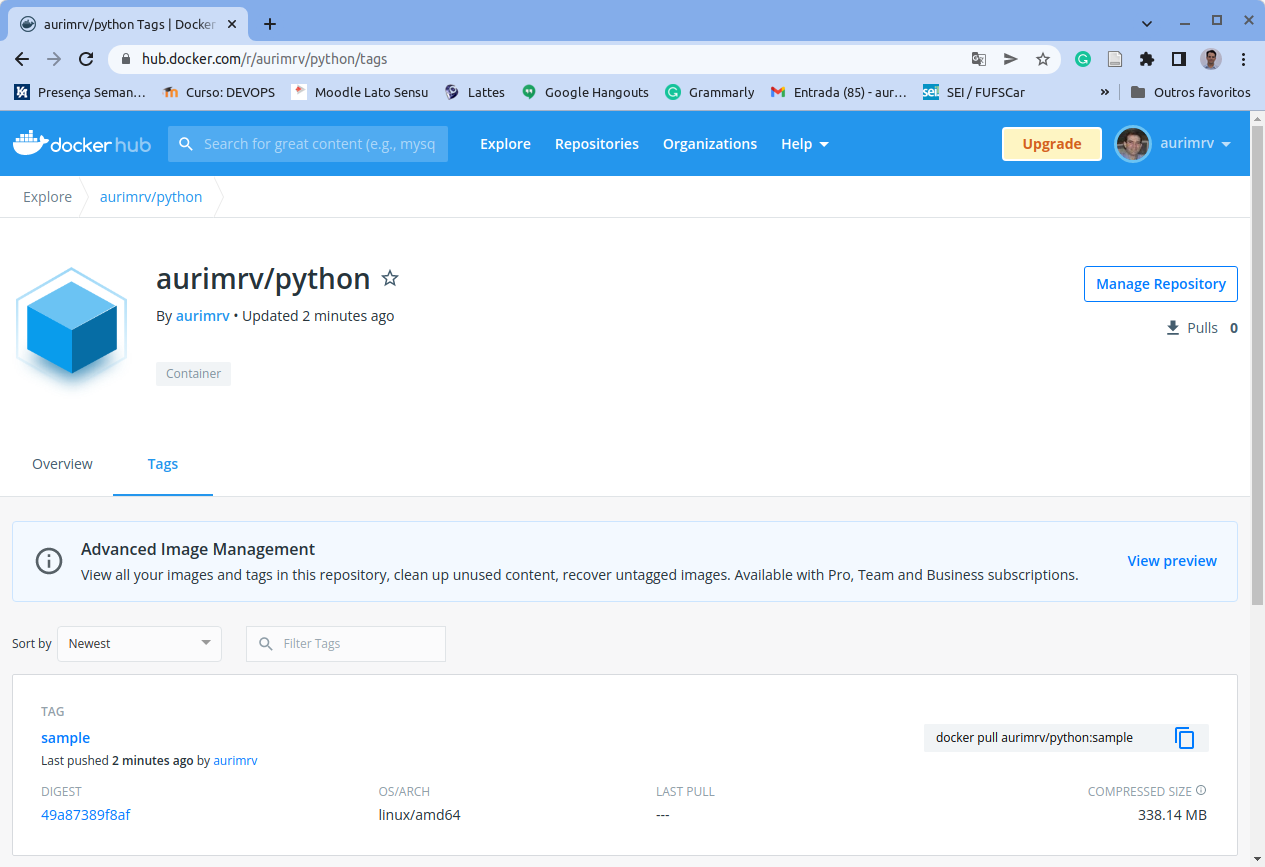 aurimrv/python Tags | Docker
hub.docker.com/r/aurimrv/python/tags
Presença Seman... Curso: DEVOPS Moodle Lato Sensu Lattes Google Hangouts Grammarly Entrada (85) - aur... sei! SEI / FUFSCar » Outros favoritos
docker hub Search for great content (e.g., mysq Explore Repositories Organizations Help Upgrade aurimrv
Explore aurimrv/python
aurimrv/python
Manage Repository
By aurimrv • Updated 2 minutes ago
Pulls 0
Container
Overview Tags
Advanced Image Management
View all your images and tags in this repository, clean up unused content, recover untagged images. Available with Pro, Team and Business subscriptions.
View preview
Sort by Newest Filter Tags
TAG
sample
docker pull aurimrv/python:sample
Last pushed 2 minutes ago by aurimrv
DIGEST OS/ARCH LAST PULL COMPRESSED SIZE
49a87389f8af linux/amd64 --- 338.14 MB